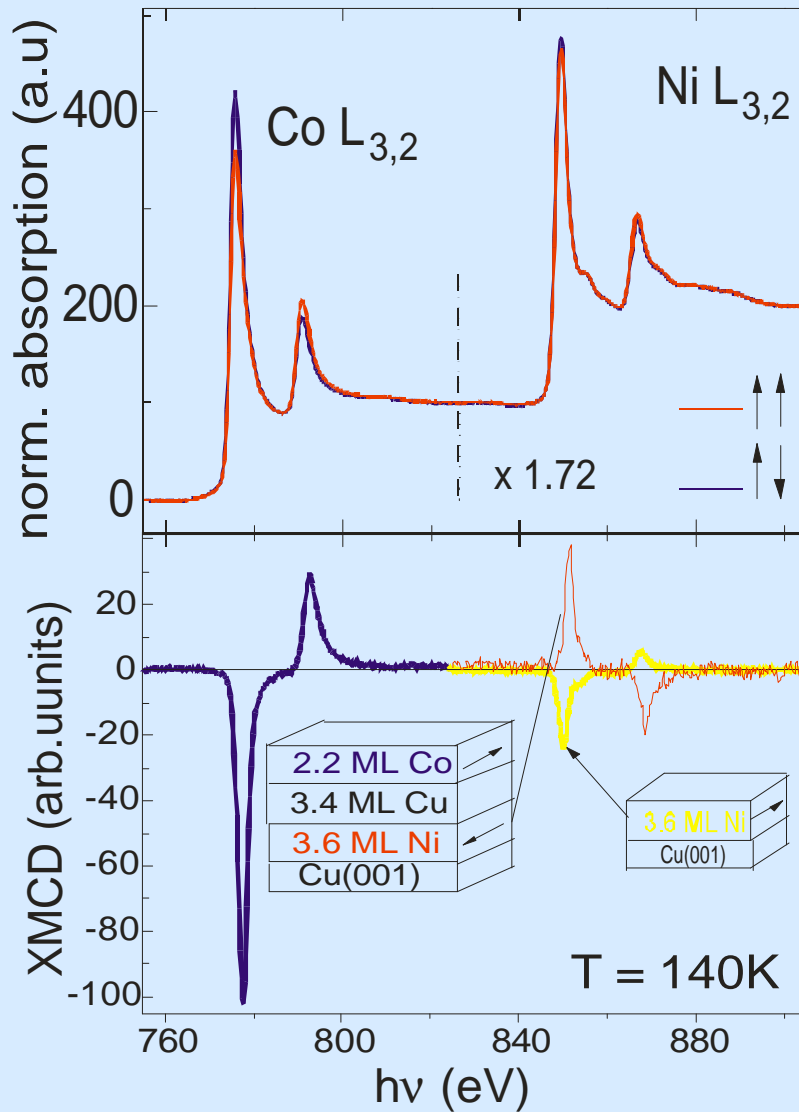 norm. absorption (a.u)
400
200
0
Co L3,2
Ni L3,2
x 1.72
XMCD (arb.uunits)
20
0
-20
-40
-60
-80
-100
2.2 ML Co
3.4 ML Cu
3.6 ML Ni
Cu(001)
3.6 ML Ni
Cu(001)
T = 140K
760
800
840
880
hν (eV)